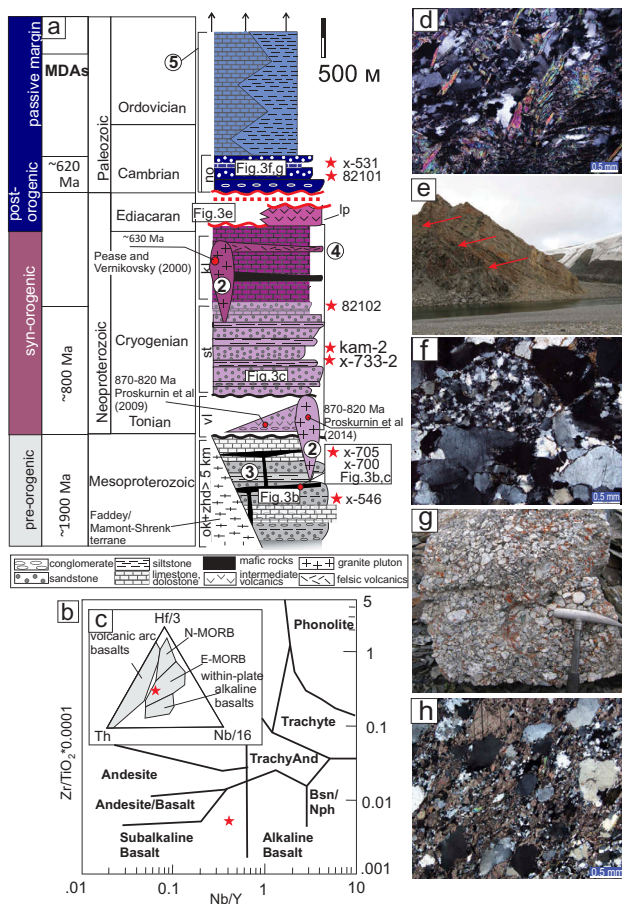 a
500 м
passive margin
post-orogenic
syn-orogenic
pre-orogenic
MDAs
~620
Ma
~800 Ma
~1900 Ma
Paleozoic
Neoproterozoic
Mesoproterozoic
Ordovician
Cambrian
Ediacaran
Cryogenian
Tonian
5
no
Fig.3f,g
x-531
82101
Fig.3e
lp
~630 Ma
Pease and
Vernikovsky (2000)
kl
2
4
82102
st
kam-2
x-733-2
Fig.3c
870-820 Ma
Proskurnin et al
(2009)
vl
870-820 Ma
Proskurnin et al
(2014)
2
x-705
x-700
Fig.3b,c
3
ok+zhd> 5 km
Fig.3b
x-546
Faddey/
Mamont-Shrenk
terrane
conglomerate
siltstone
mafic rocks
granite pluton
sandstone
limestone,
dolostone
intermediate
volcanics
felsic volcanics
b
c
Hf/3
volcanic arc
basalts
N-MORB
E-MORB
within-plate
alkaline
basalts
Th
Nb/16
Phonolite
Trachyte
TrachyAnd
Andesite
Andesite/Basalt
Bsn/
Nph
Subalkaline
Basalt
Alkaline
Basalt
Zr/TiO2*0.0001
5
1
0.1
0.01
.001
.01
0.1
1
10
Nb/Y
d
0.5 mm
e
f
0.5 mm
g
h
0.5 mm